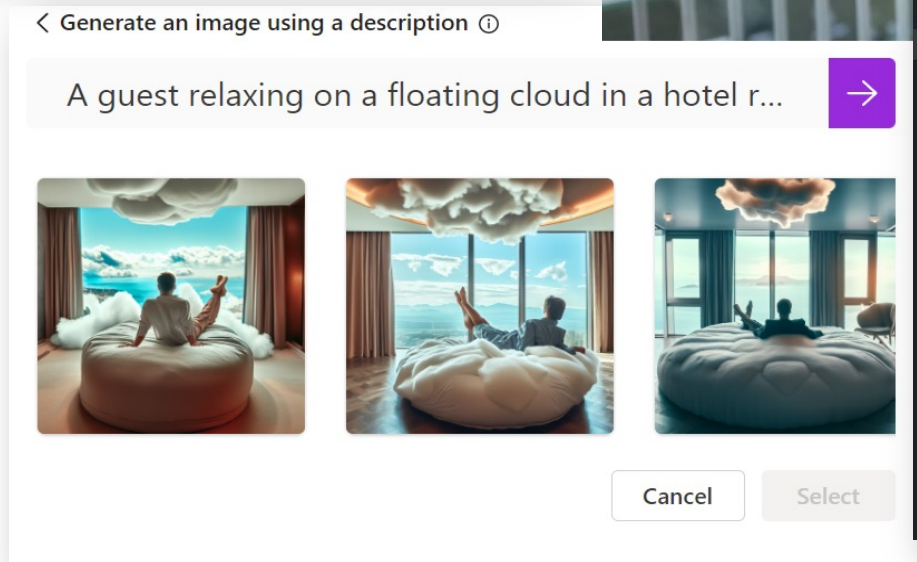 Generate an image using a description
A guest relaxing on a floating cloud in a hotel r...
Cancel
Select